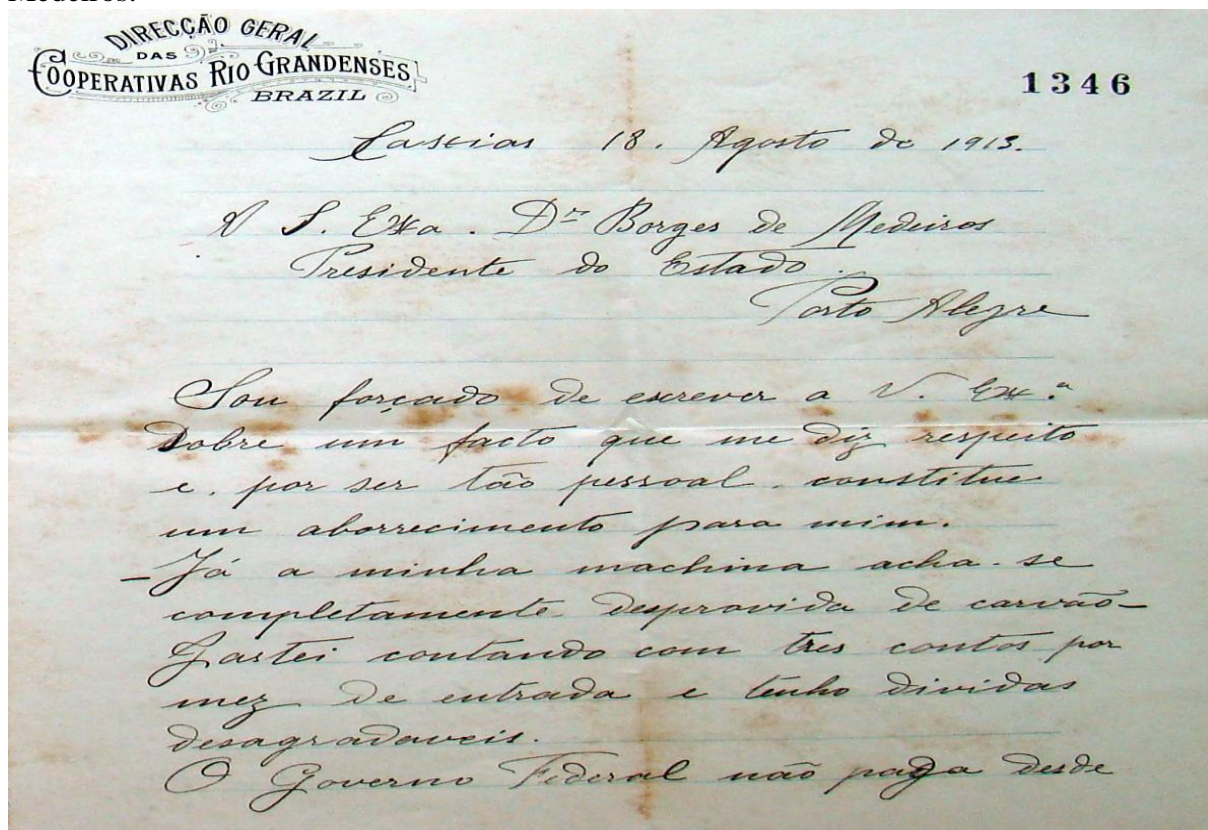 Medeiros.
DIRECÇÃO GERAL
DAS
COOPERATIVAS RIO GRANDENSES
BRAZIL
1346
Cascias 18. Agosto de 1913.
A S. Exa. Dr Borges de Medeiros
Presidente do Estado.
Porto Alegre
Sou forçado de escrever a V. Exa.
sobre um facto que me diz respeito
e, por ser tão pessoal, constitue
um aborrecimento para mim.
- Já a minha machina acha-se
completamente desprovida de carvão -
Gastei contando com tres contos por
mez de entrada e tenho dividas
desagradaveis.
O Governo Federal não paga desde